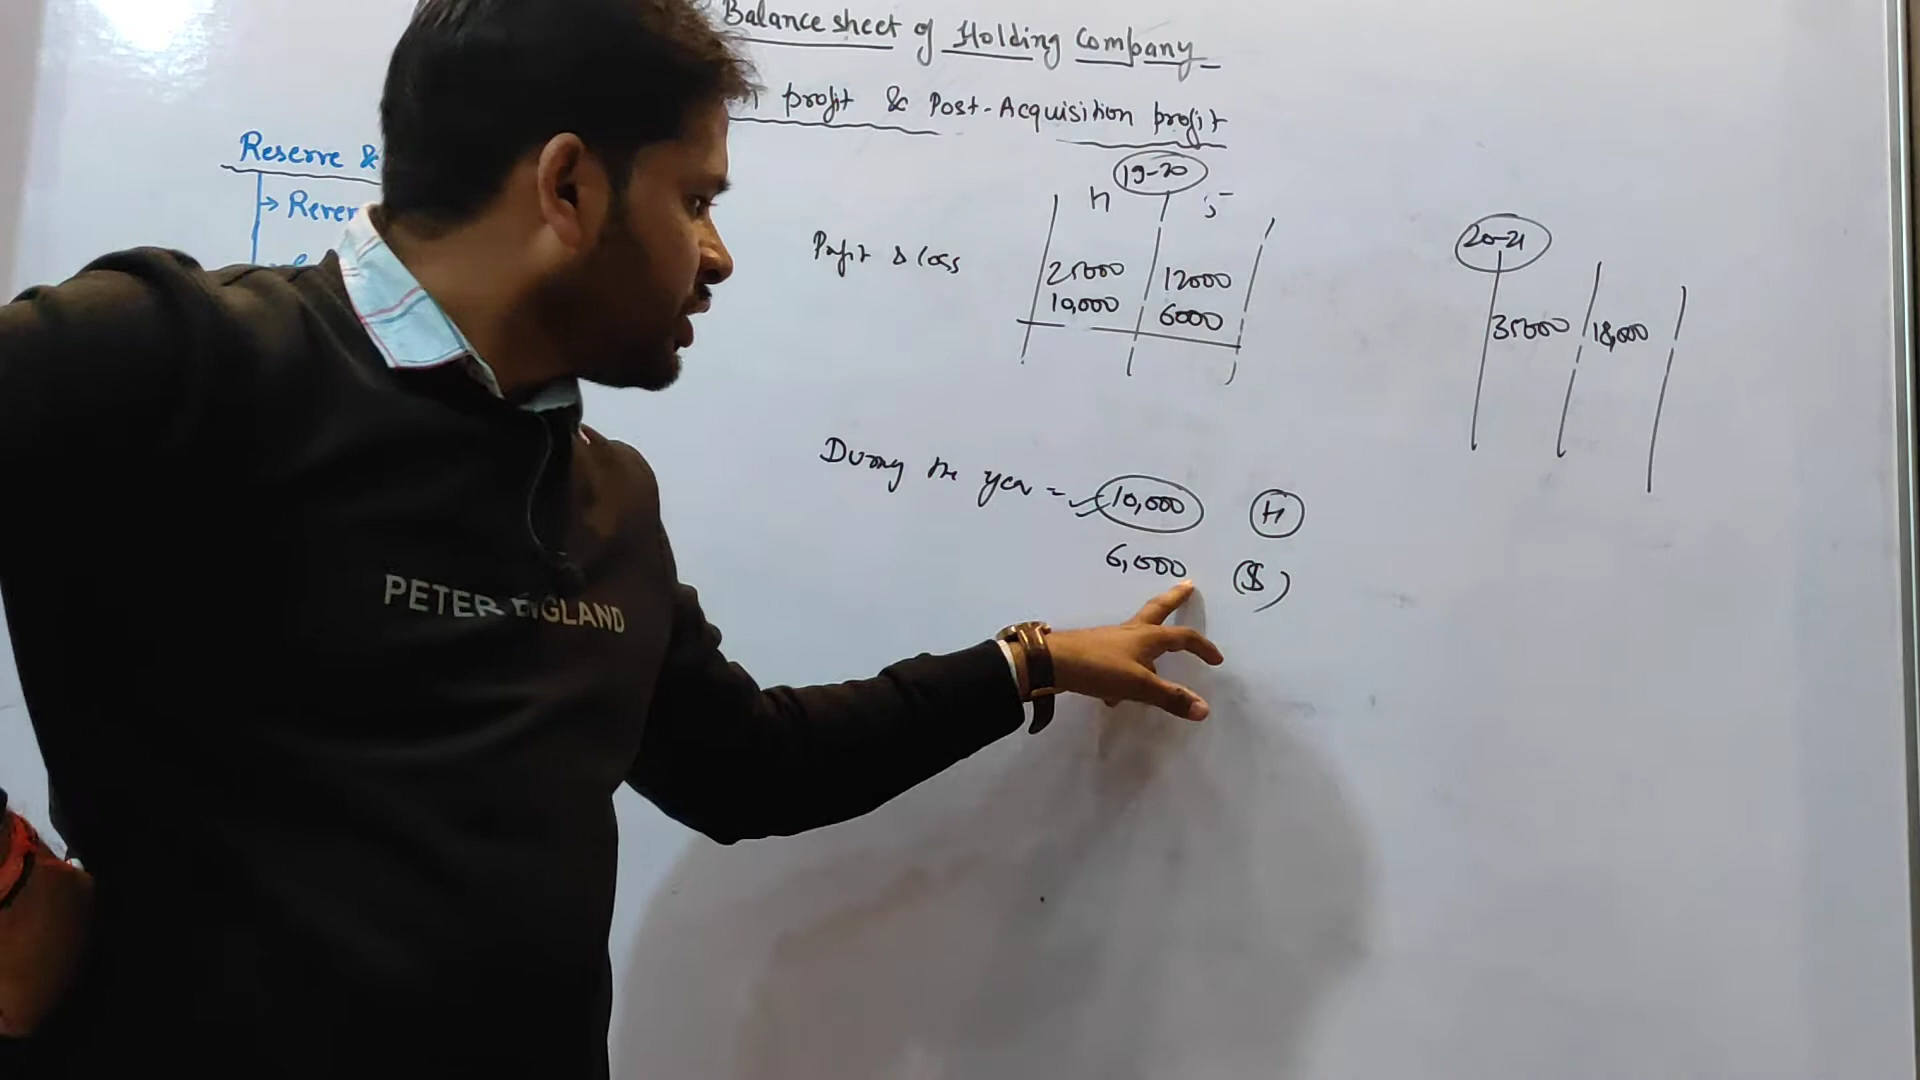 Balance sheet of Holding Company
profit & Post-Acquisition profit
Reserve &
19-20
H S
20-21
Profit & Loss
25000 12000
10,000 6000
35000 18,000
During the year = 10,000 H
6,000 (S)
PETER ENGLAND